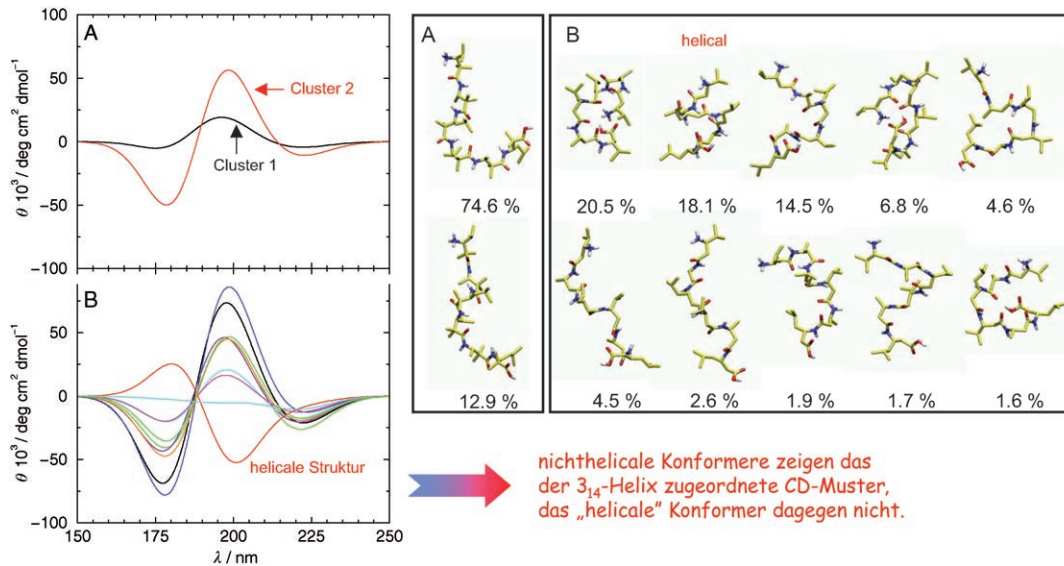 100
50
0
−50
−100
θ 10³ / deg cm² dmol⁻¹
A
Cluster 2
Cluster 1
50
0
−50
−100
θ 10³ / deg cm² dmol⁻¹
B
helicale Struktur
150 175 200 225 250
λ / nm
A
74.6 %
12.9 %
B
helical
20.5 % 18.1 % 14.5 % 6.8 % 4.6 %
4.5 % 2.6 % 1.9 % 1.7 % 1.6 %
nichthelicale Konformere zeigen das
der 3₁₄-Helix zugeordnete CD-Muster,
das „helicale” Konformer dagegen nicht.